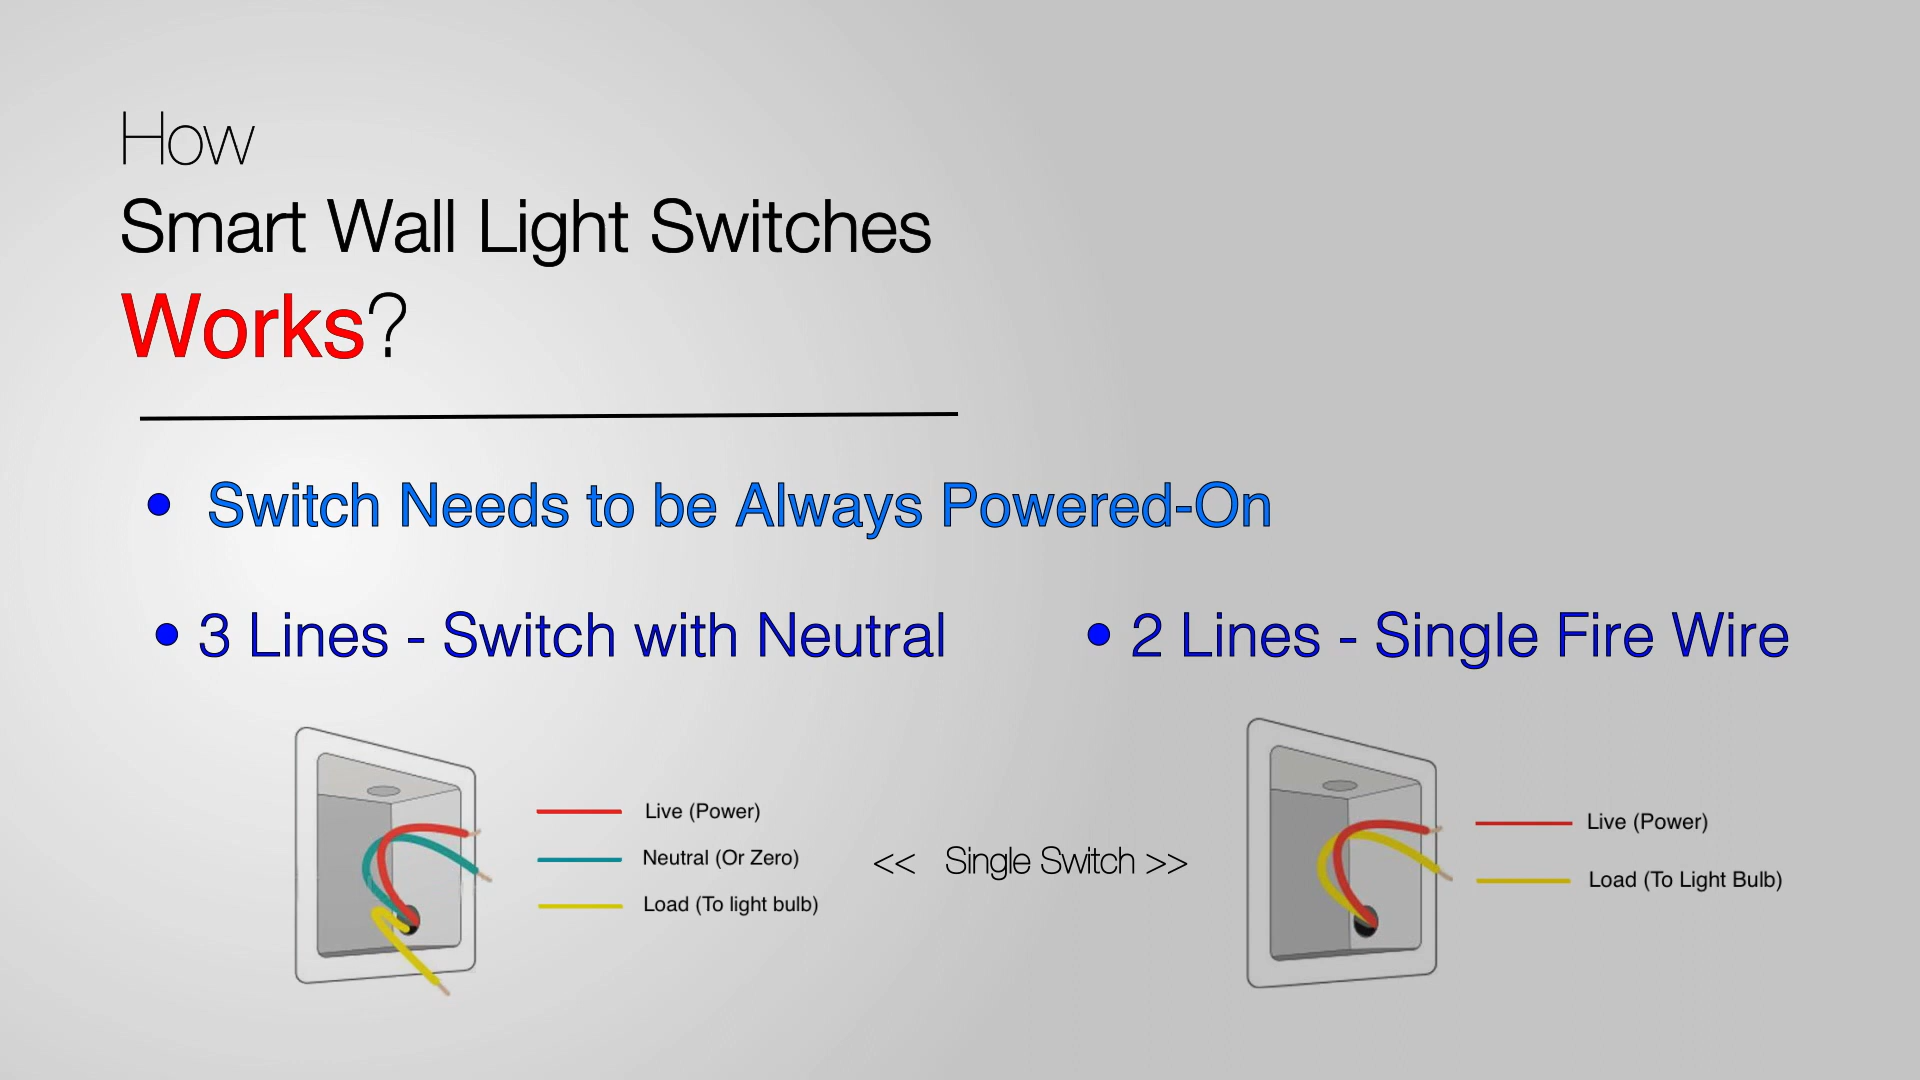 How
Smart Wall Light Switches
Works?
• Switch Needs to be Always Powered-On
• 3 Lines - Switch with Neutral
• 2 Lines - Single Fire Wire
Live (Power)
Neutral (Or Zero)
Load (To light bulb)
<< Single Switch >>
Live (Power)
Load (To Light Bulb)